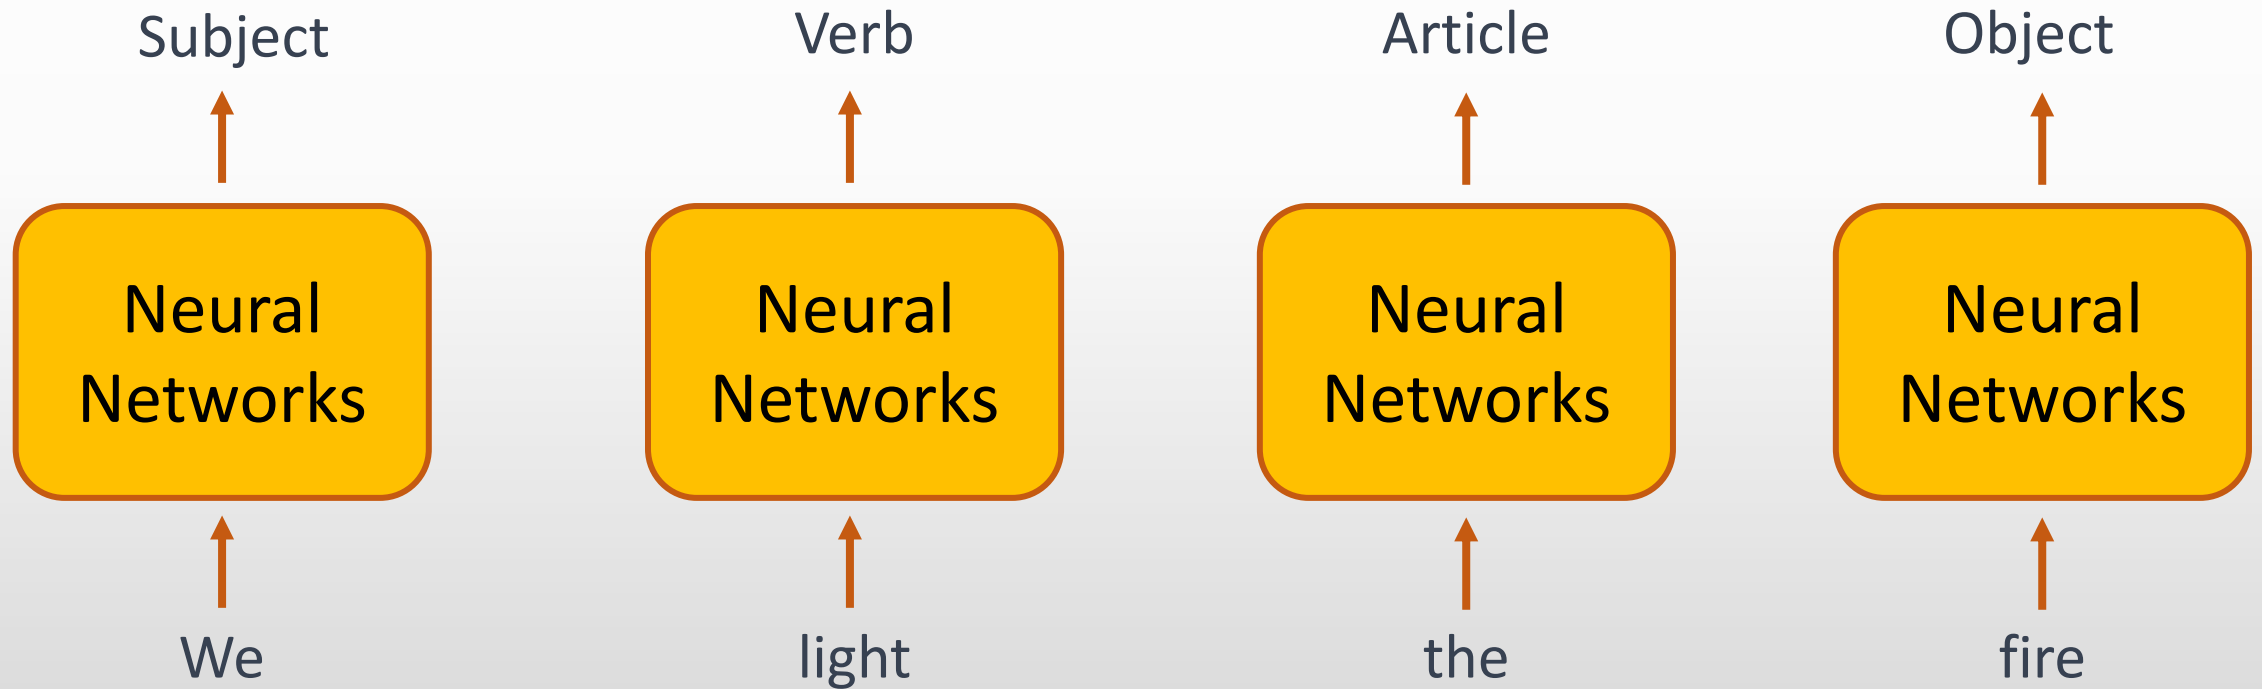 Subject Verb Article Object
Neural Neural Neural Neural
Networks Networks Networks Networks
We light the fire